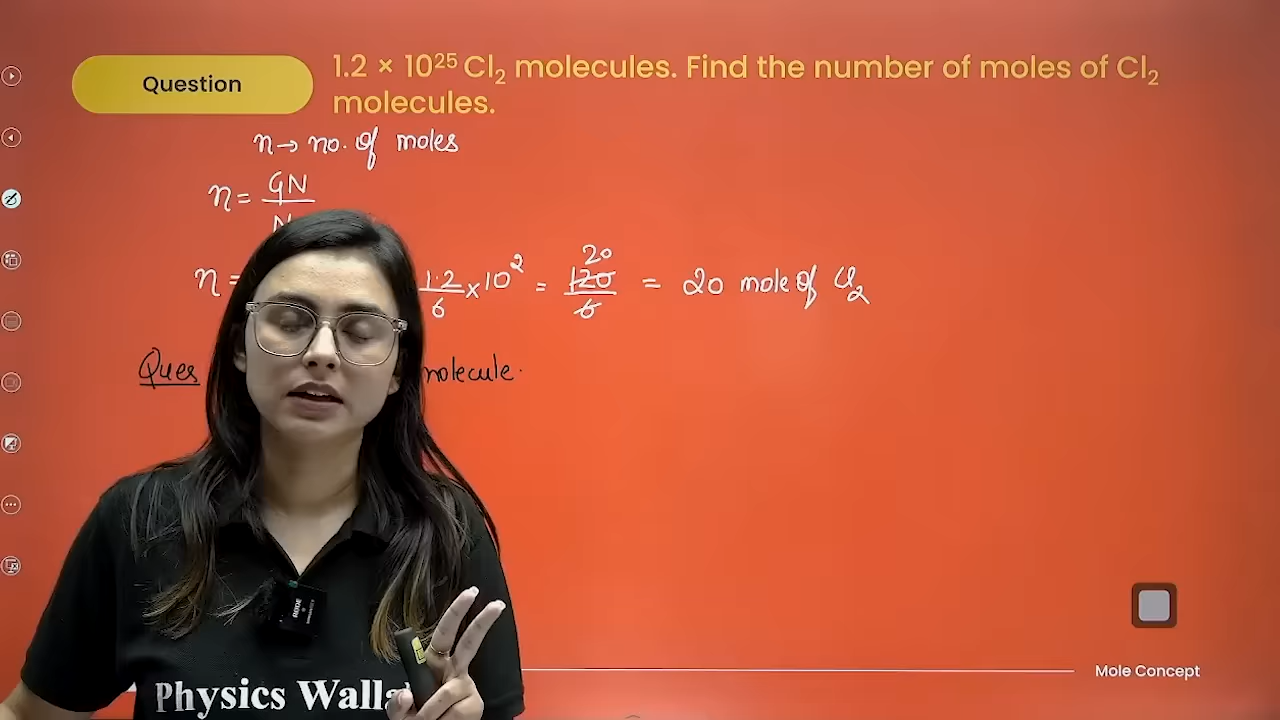 Question
1.2 × 10²⁵ Cl₂ molecules. Find the number of moles of Cl₂
molecules.
n → no. of moles
n = GN
N
n = 1.2/6 × 10² = 20 120/6 = 20 mole of Cl₂
Ques molecule.
Mole Concept
Physics Walla